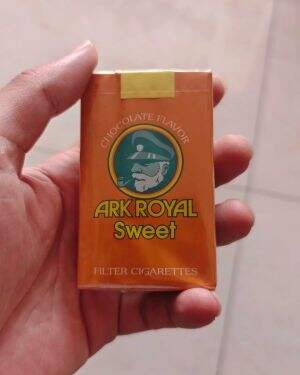 CHOCOLATE FLAVOR
ARK ROYAL
Sweet
FILTER CIGARETTES